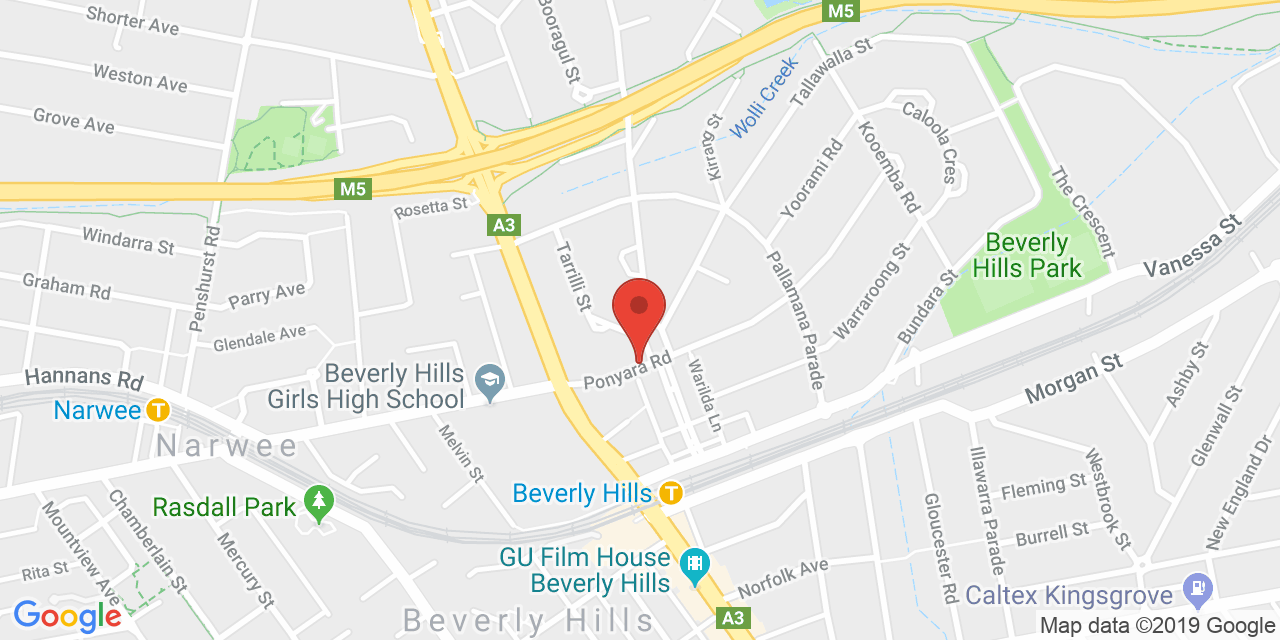 Shorter Ave
Booragul St
M5
Weston Ave
Tallawalla St
Wolli Creek
Grove Ave
Caloola Cres
Kirrang St
Kooemba Rd
Yoorami Rd
M5
The Crescent
Rosetta St
A3
Windarra St
Penshurst Rd
Tarrilli St
Beverly
Hills Park
Vanessa St
Graham Rd
Parry Ave
Pallamana Parade
Warraroong St
Bundara St
Glendale Ave
Hannans Rd
Beverly Hills
Girls High School
Ponyara Rd
Warilda Ln
Morgan St
Ashby St
Narwee
T
Narwee
Melvin St
Glenwall St
New England Dr
Rasdall Park
Beverly Hills
T
Illawarra Parade
Westbrook St
Fleming St
Gloucester Rd
Chamberlain St
Mountview Ave
Mercury St
Burrell St
GU Film House
Beverly Hills
Norfolk Ave
Rita St
Caltex Kingsgrove
Google
Beverly Hills
A3
Map data ©2019 Google